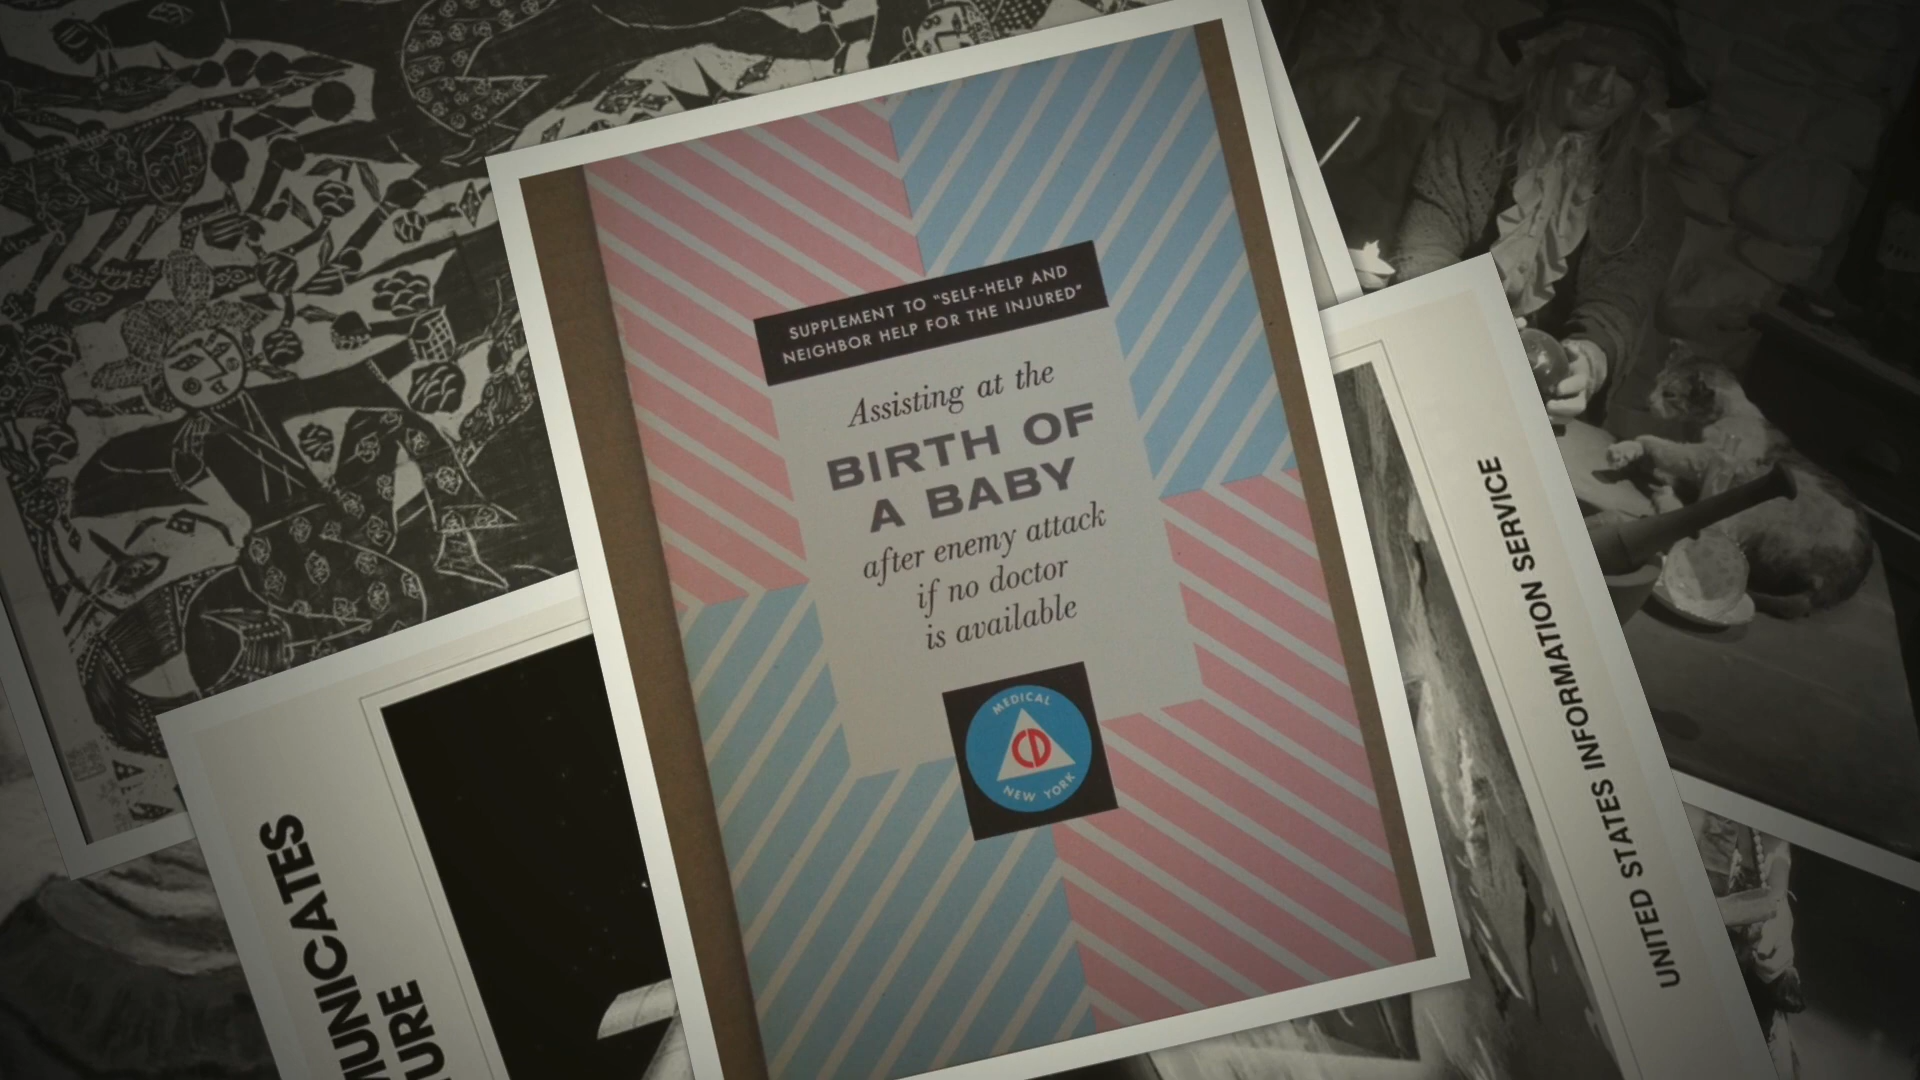 SUPPLEMENT TO "SELF-HELP AND
NEIGHBOR HELP FOR THE INJURED"
Assisting at the
BIRTH OF
A BABY
after enemy attack
if no doctor
is available
MEDICAL
CD
NEW YORK
UNITED STATES INFORMATION SERVICE
MUNICATES
URE